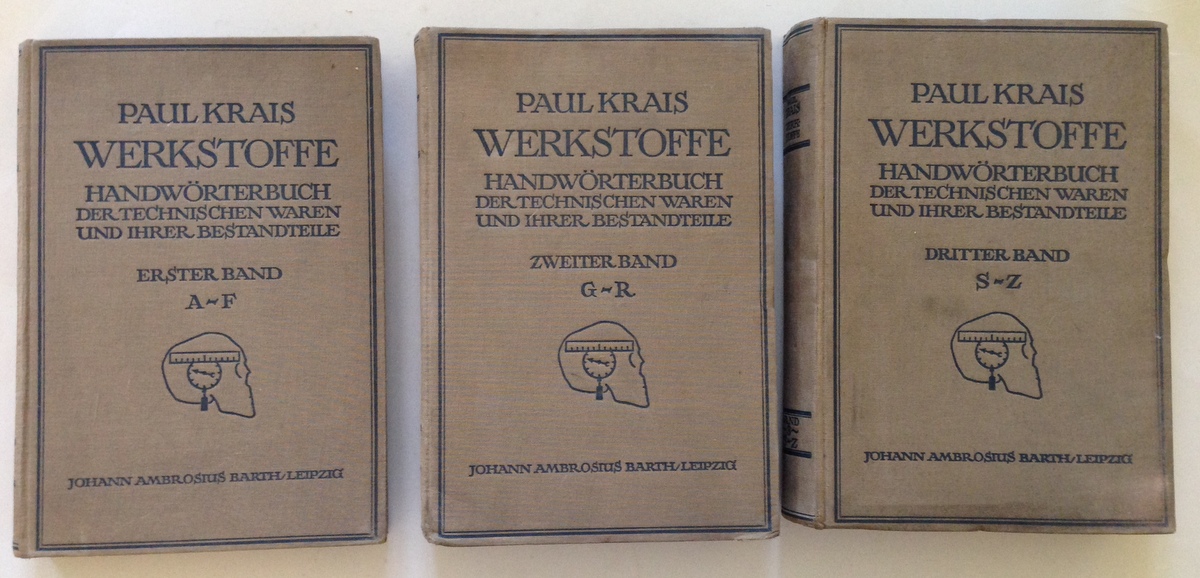 PAUL KRAIS
WERKSTOFFE
HANDWÖRTERBUCH
DER TECHNISCHEN WAREN
UND IHRER BESTANDTEILE
ERSTER BAND
A~F
JOHANN AMBROSIUS BARTH/LEIPZIG
PAUL KRAIS
WERKSTOFFE
HANDWÖRTERBUCH
DER TECHNISCHEN WAREN
UND IHRER BESTANDTEILE
ZWEITER BAND
G~R
JOHANN AMBROSIUS BARTH/LEIPZIG
PAUL KRAIS
WERKSTOFFE
HANDWÖRTERBUCH
DER TECHNISCHEN WAREN
UND IHRER BESTANDTEILE
DRITTER BAND
S~Z
JOHANN AMBROSIUS BARTH/LEIPZIG